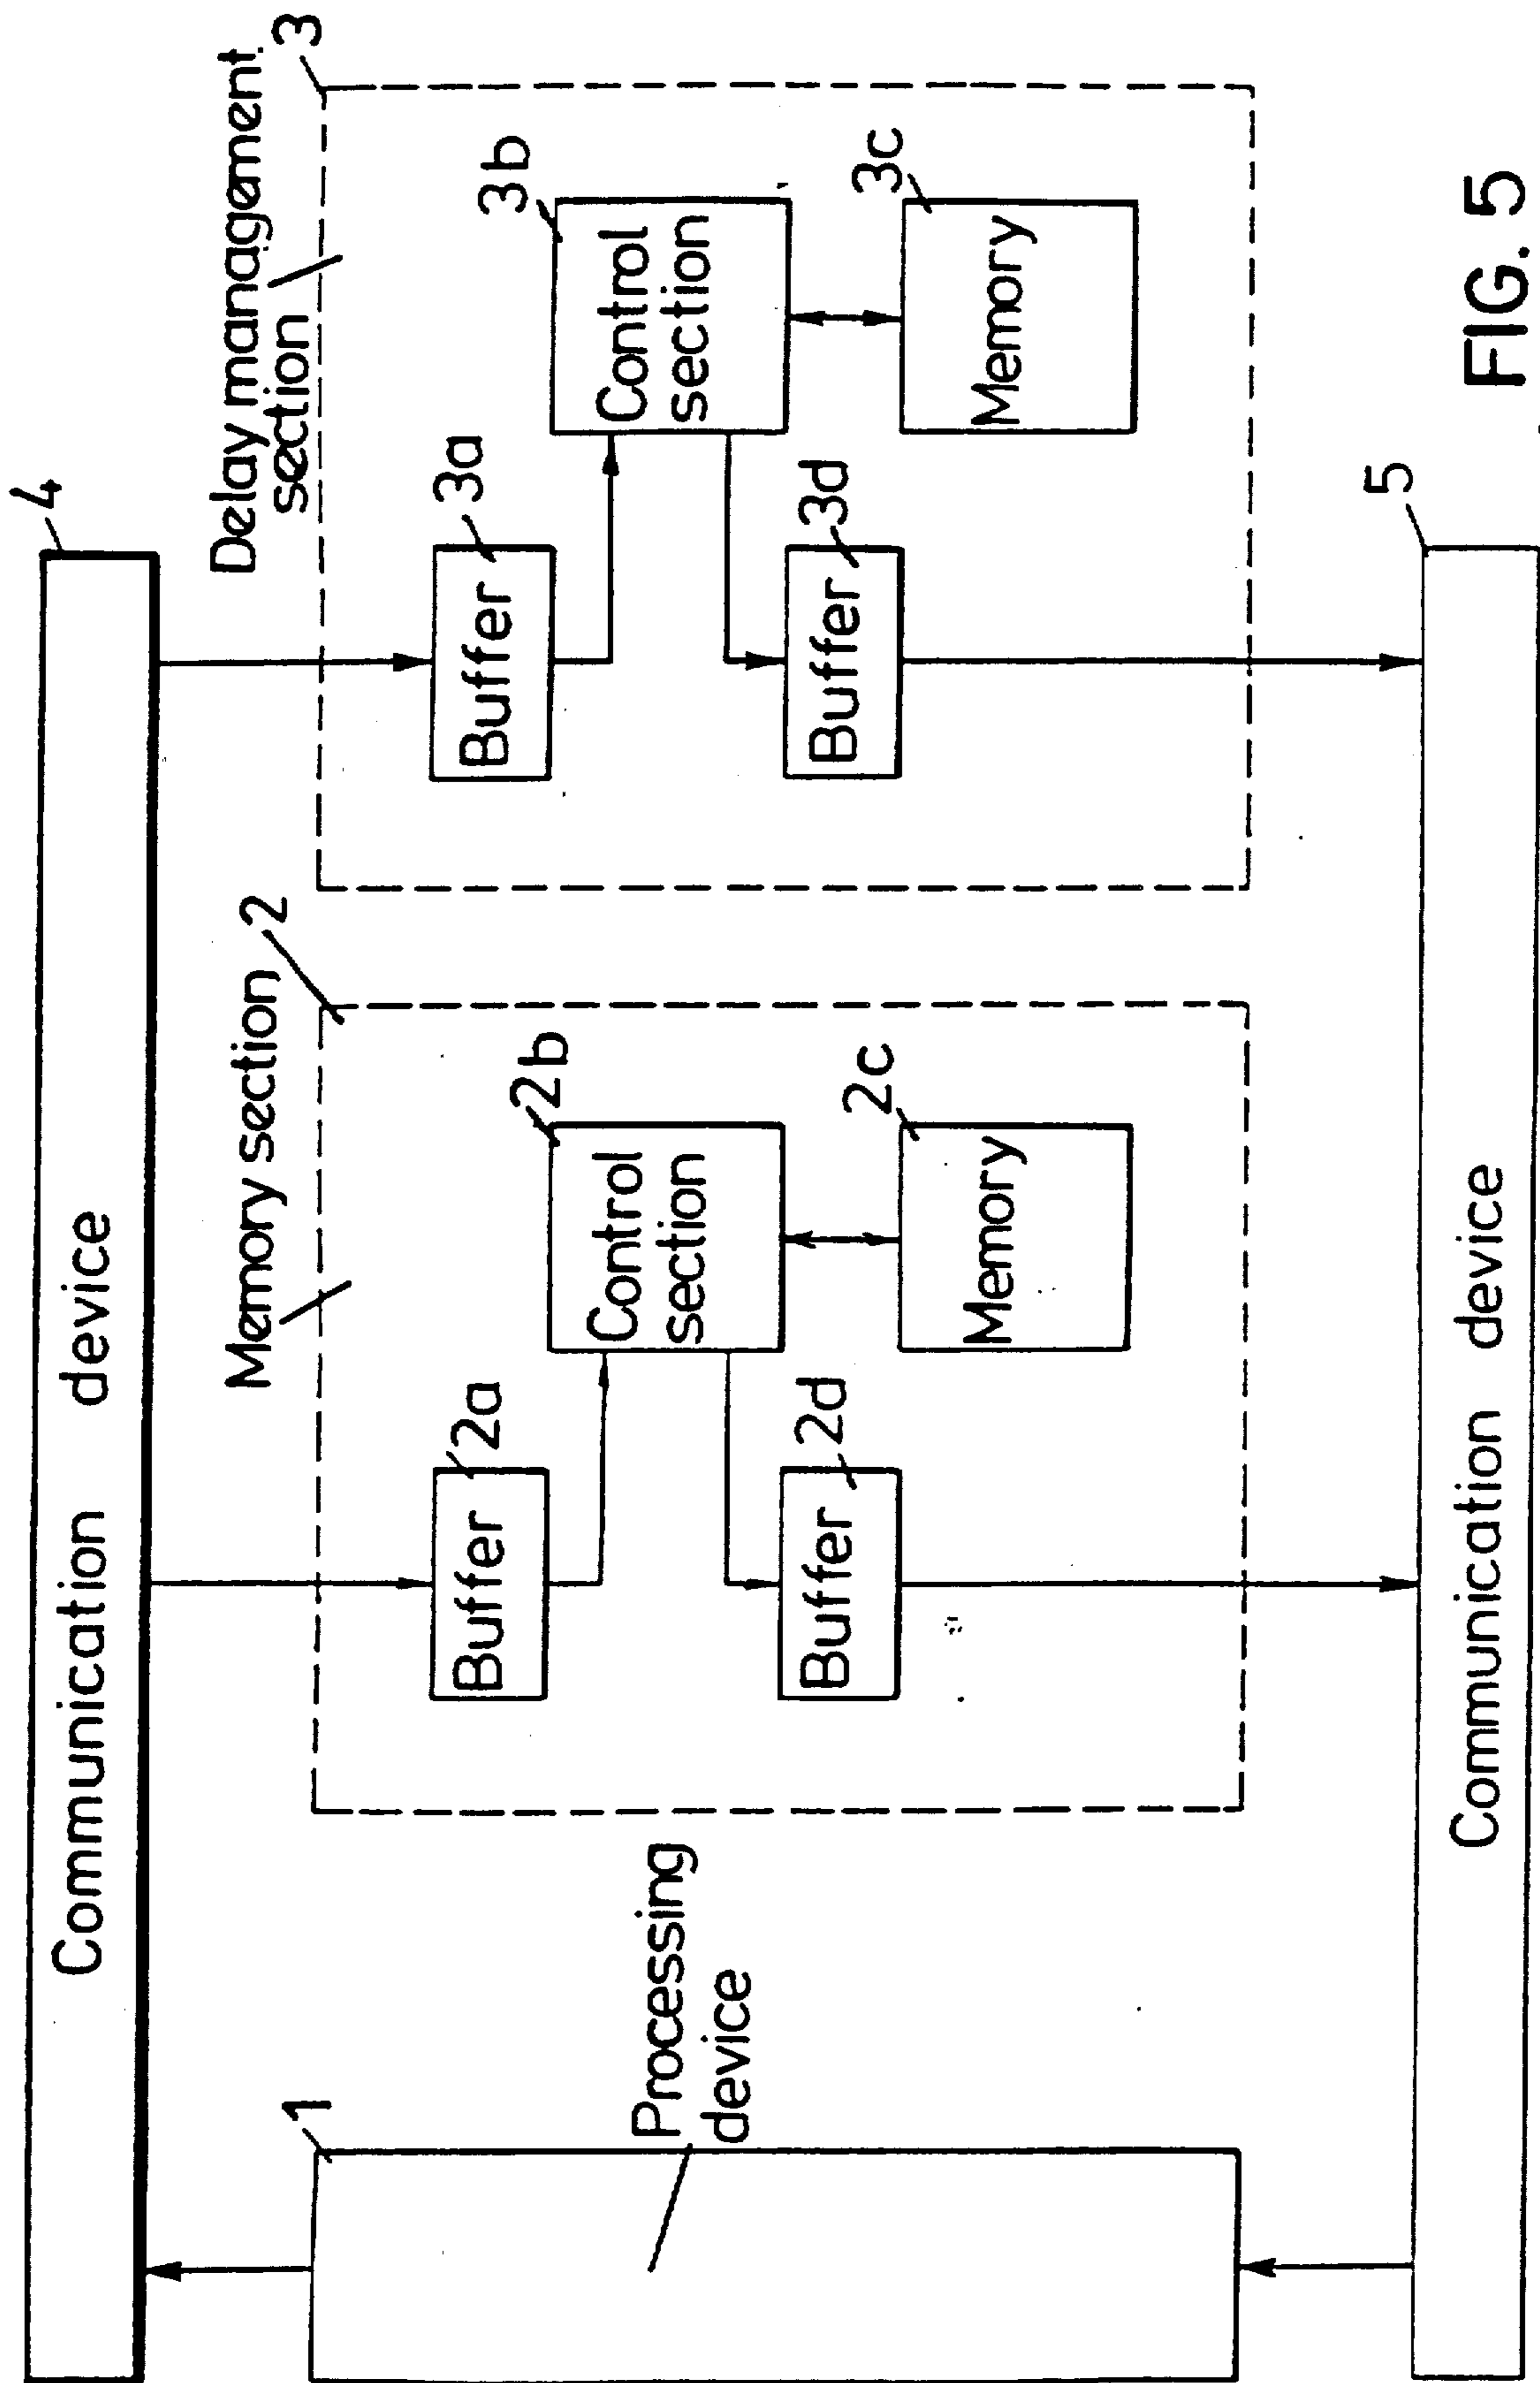 4
Communication device
Delay management
section
3
Memory section 2
1
3a
Buffer
3b
Control
section
2a
Buffer
2b
Control
section
Processing
device
3d
Buffer
3c
Memory
2d
Buffer
2c
Memory
5
Communication device
FIG. 5